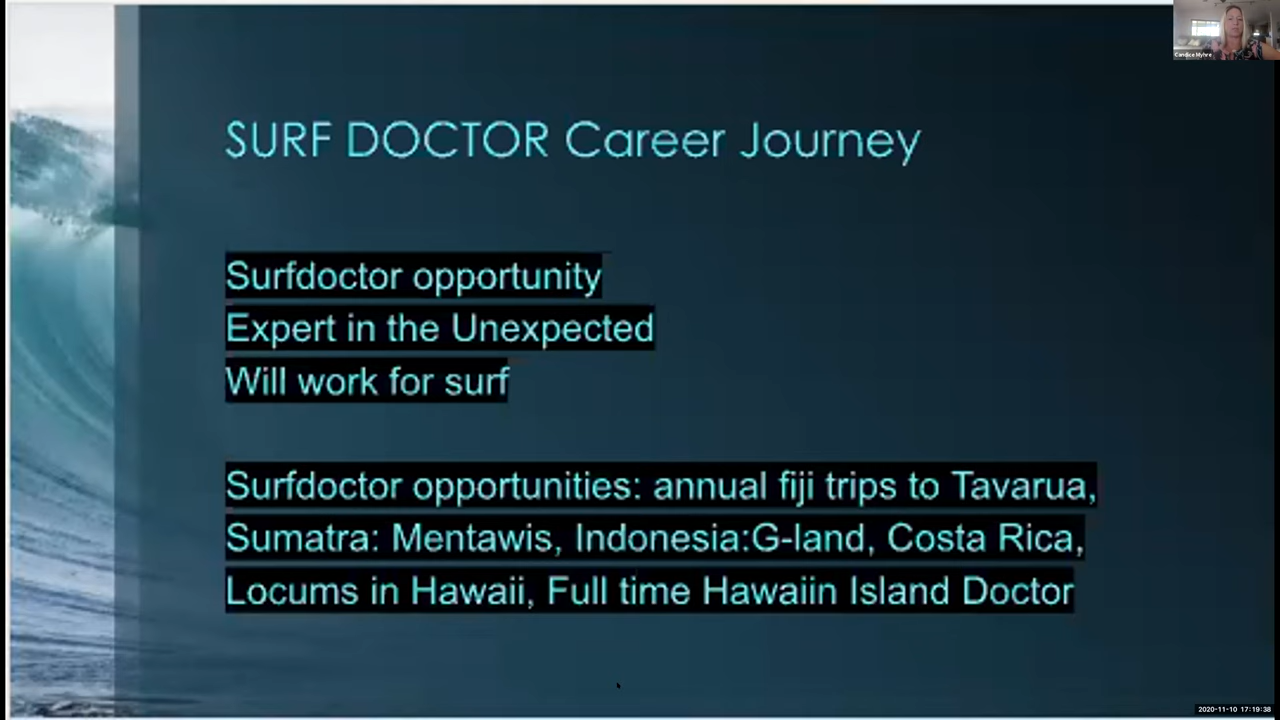 Candice Myhre
SURF DOCTOR Career Journey
Surfdoctor opportunity
Expert in the Unexpected
Will work for surf
Surfdoctor opportunities: annual fiji trips to Tavarua,
Sumatra: Mentawis, Indonesia:G-land, Costa Rica,
Locums in Hawaii, Full time Hawaiin Island Doctor
2020-11-10 17:19:38